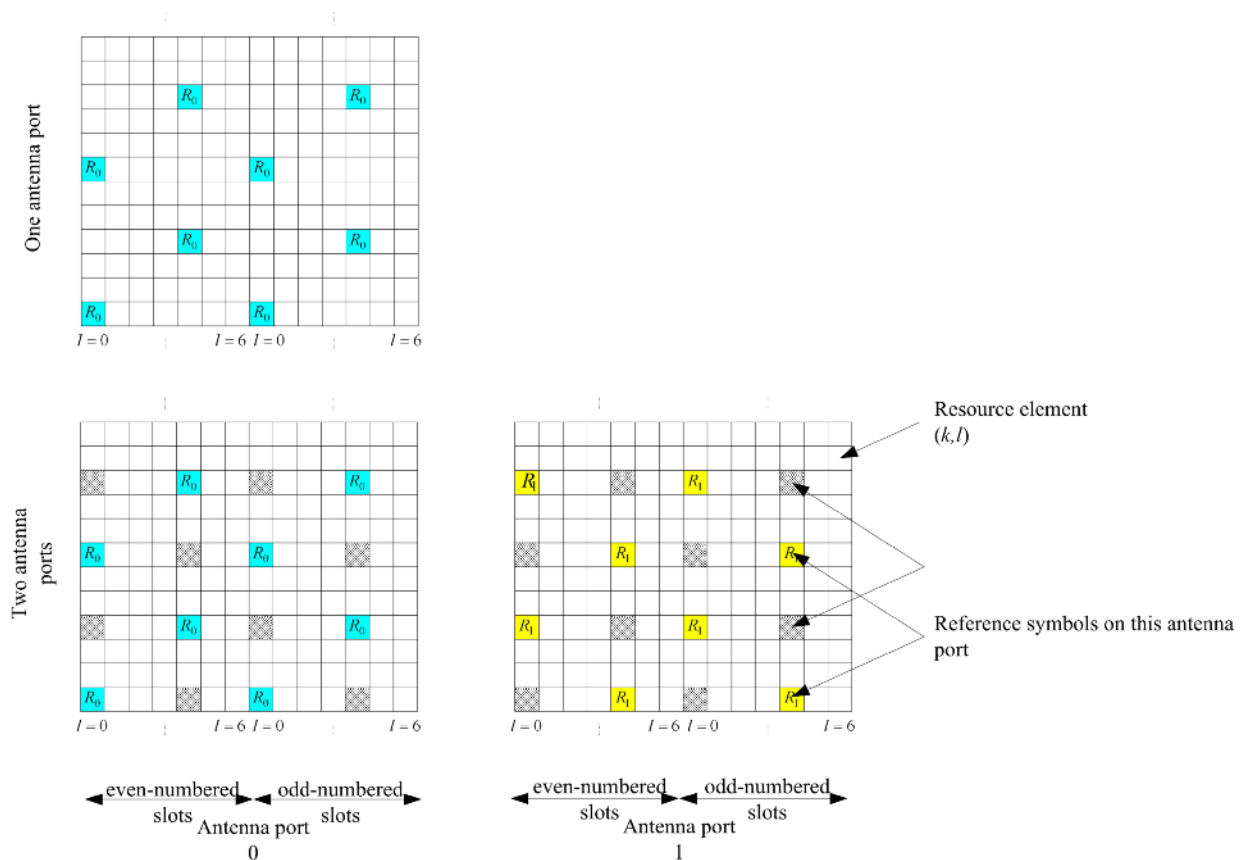 One antenna port
R₀ R₀
R₀ R₀
R₀ R₀
R₀ R₀
l = 0 l = 6 l = 0 l = 6
Two antenna
ports
R₀ R₀
R₀ R₀
R₀ R₀
R₀ R₀
l = 0 l = 6 l = 0 l = 6
even-numbered odd-numbered
slots slots
Antenna port
0
R₁ R₁
R₁ R₁
R₁ R₁
R₁ R₁
l = 0 l = 6 l = 0 l = 6
even-numbered odd-numbered
slots slots
Antenna port
1
Resource element
(k,l)
Reference symbols on this antenna
port